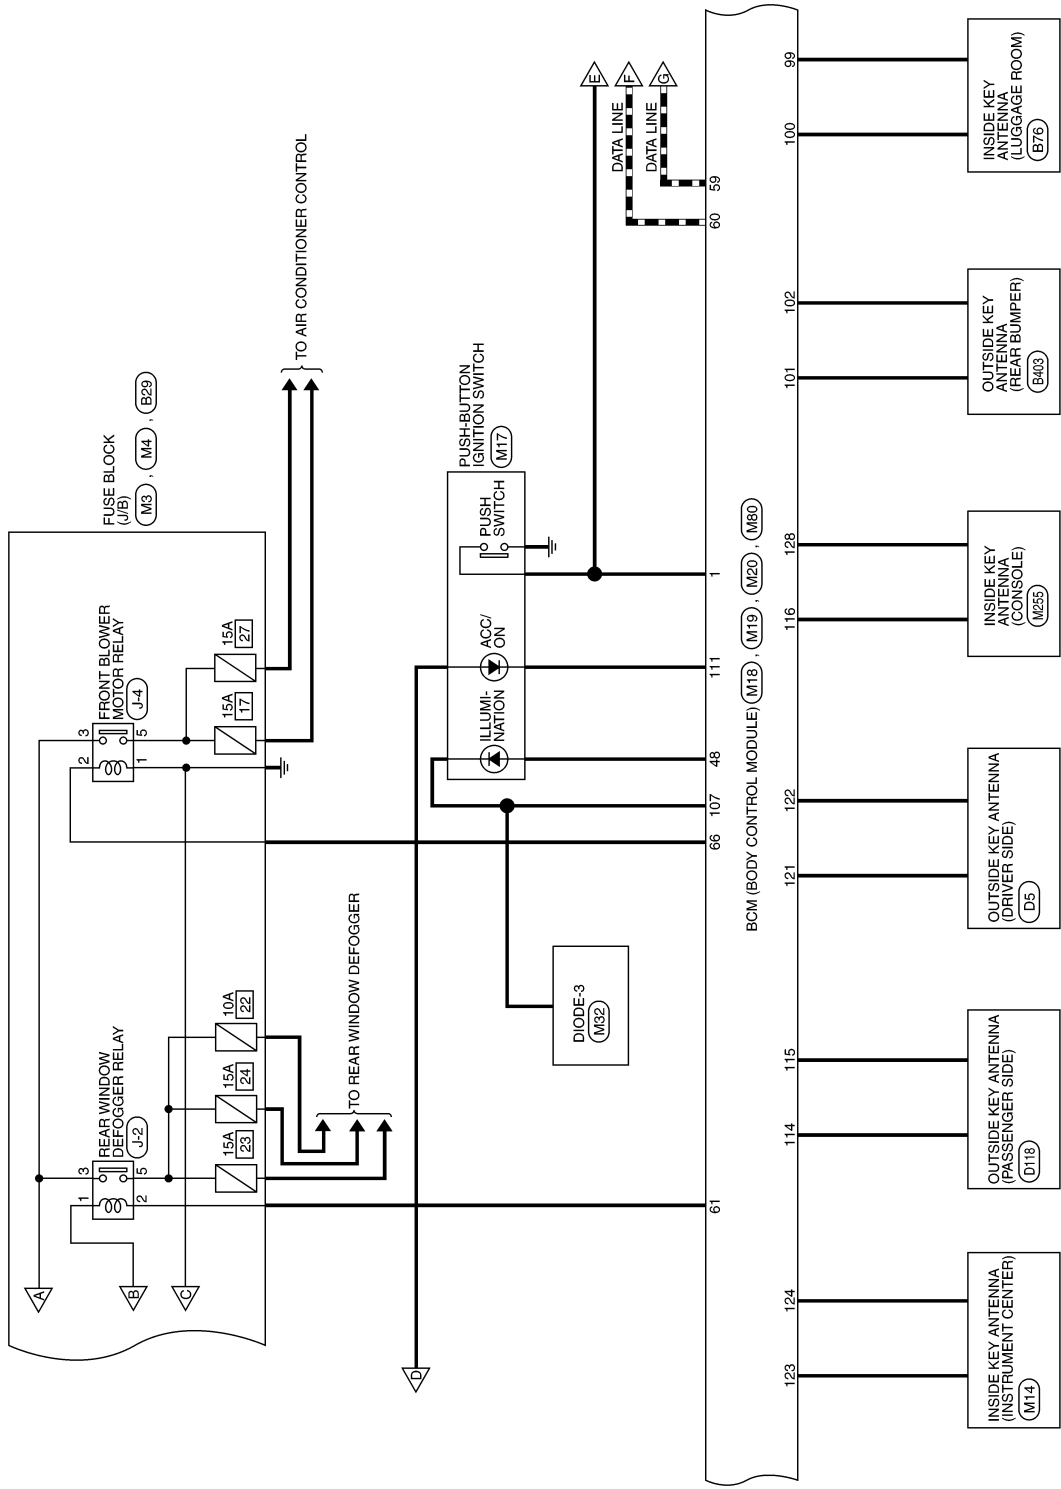 A
B
C
REAR WINDOW
DEFOGGER RELAY
J-2
1
3
2
5
15A
23
15A
24
10A
22
FRONT BLOWER
MOTOR RELAY
J-4
2
3
1
5
15A
17
15A
27
FUSE BLOCK
(J/B)
M3 , M4 , B29
TO REAR WINDOW DEFOGGER
TO AIR CONDITIONER CONTROL
D
PUSH-BUTTON
IGNITION SWITCH
M17
ILLUMI-
NATION
ACC/
ON
PUSH
SWITCH
DIODE-3
M32
E
F
G
DATA LINE
DATA LINE
61
66
107
48
111
1
60
59
BCM (BODY CONTROL MODULE) M18 , M19 , M20 , M80
123
124
114
115
121
122
116
128
101
102
100
99
INSIDE KEY ANTENNA
(INSTRUMENT CENTER)
M14
OUTSIDE KEY ANTENNA
(PASSENGER SIDE)
D118
OUTSIDE KEY ANTENNA
(DRIVER SIDE)
D5
INSIDE KEY
ANTENNA
(CONSOLE)
M255
OUTSIDE KEY
ANTENNA
(REAR BUMPER)
B403
INSIDE KEY
ANTENNA
(LUGGAGE ROOM)
B76